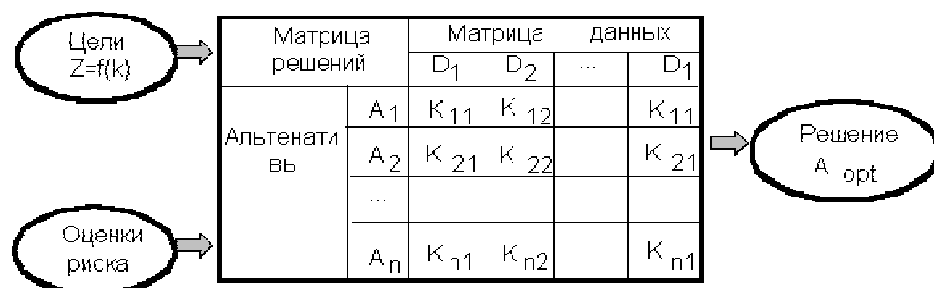 Цели
Z=f(k)
Матрица
решений
Матрица данных
D1 D2 ... D1
Альтенати
вь
A1 K11 K12 K11
A2 K21 K22 K21
...
An Kn1 Kn2 Kn1
Оценки
риска
Решение
A opt